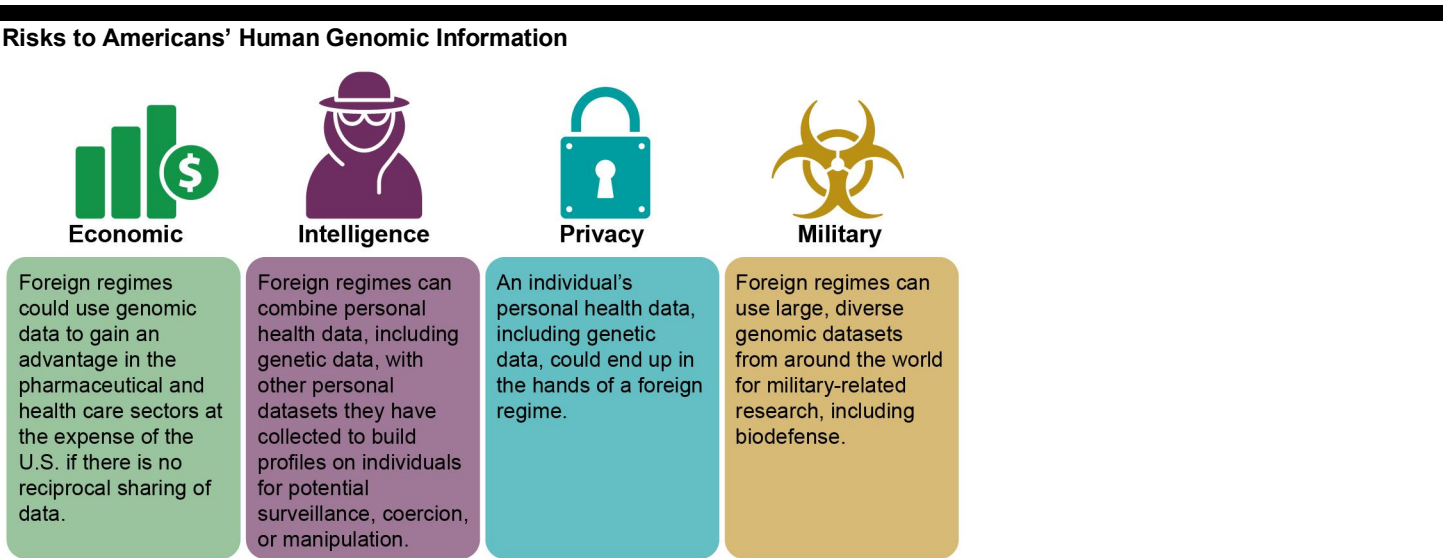 Risks to Americans' Human Genomic Information
$
Economic
Foreign regimes
could use genomic
data to gain an
advantage in the
pharmaceutical and
health care sectors at
the expense of the
U.S. if there is no
reciprocal sharing of
data.
Intelligence
Foreign regimes can
combine personal
health data, including
genetic data, with
other personal
datasets they have
collected to build
profiles on individuals
for potential
surveillance, coercion,
or manipulation.
Privacy
An individual's
personal health data,
including genetic
data, could end up in
the hands of a foreign
regime.
Military
Foreign regimes can
use large, diverse
genomic datasets
from around the world
for military-related
research, including
biodefense.